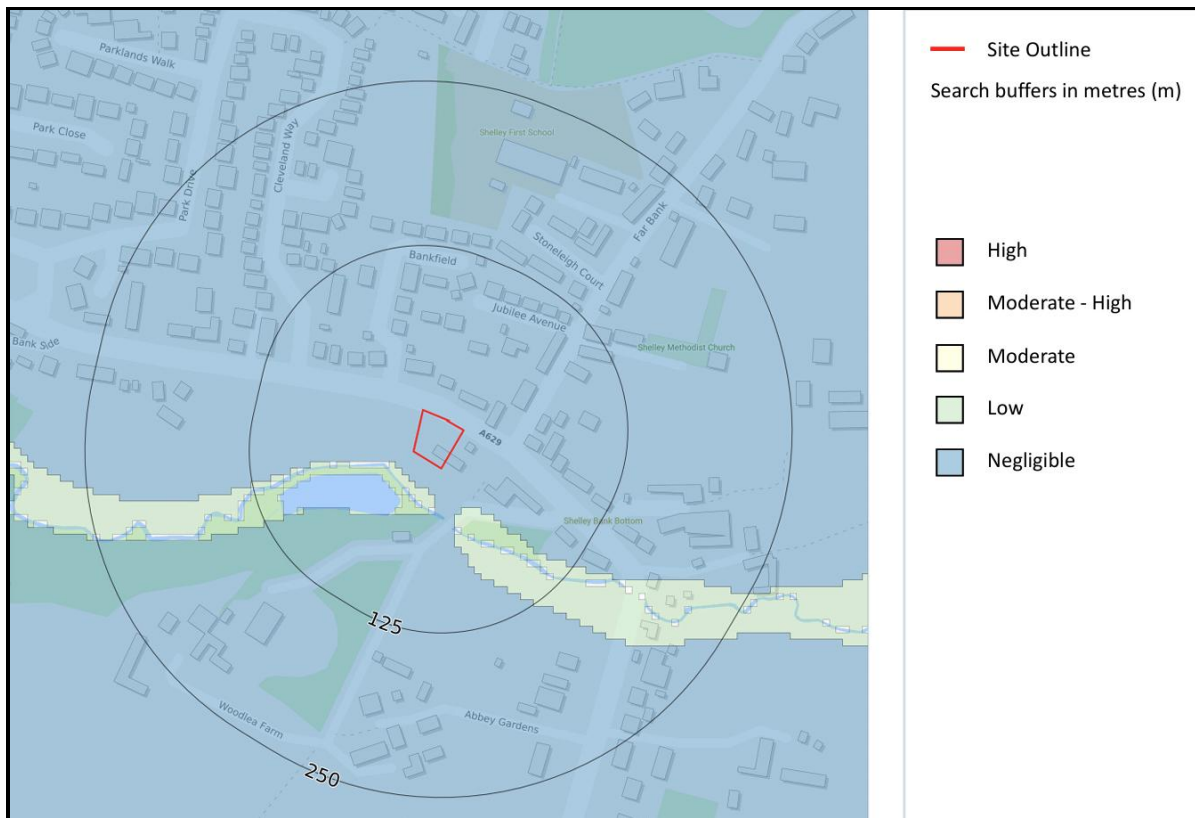 Parklands Walk
Park Close
Park Drive
Cleveland Way
Shelley First School
Far Bank
Stoneleigh Court
Bankfield
Jubilee Avenue
Shelley Methodist Church
Bank Side
A629
Shelley Bank Bottom
125
Woodlea Farm
Abbey Gardens
250
Site Outline
Search buffers in metres (m)
High
Moderate - High
Moderate
Low
Negligible